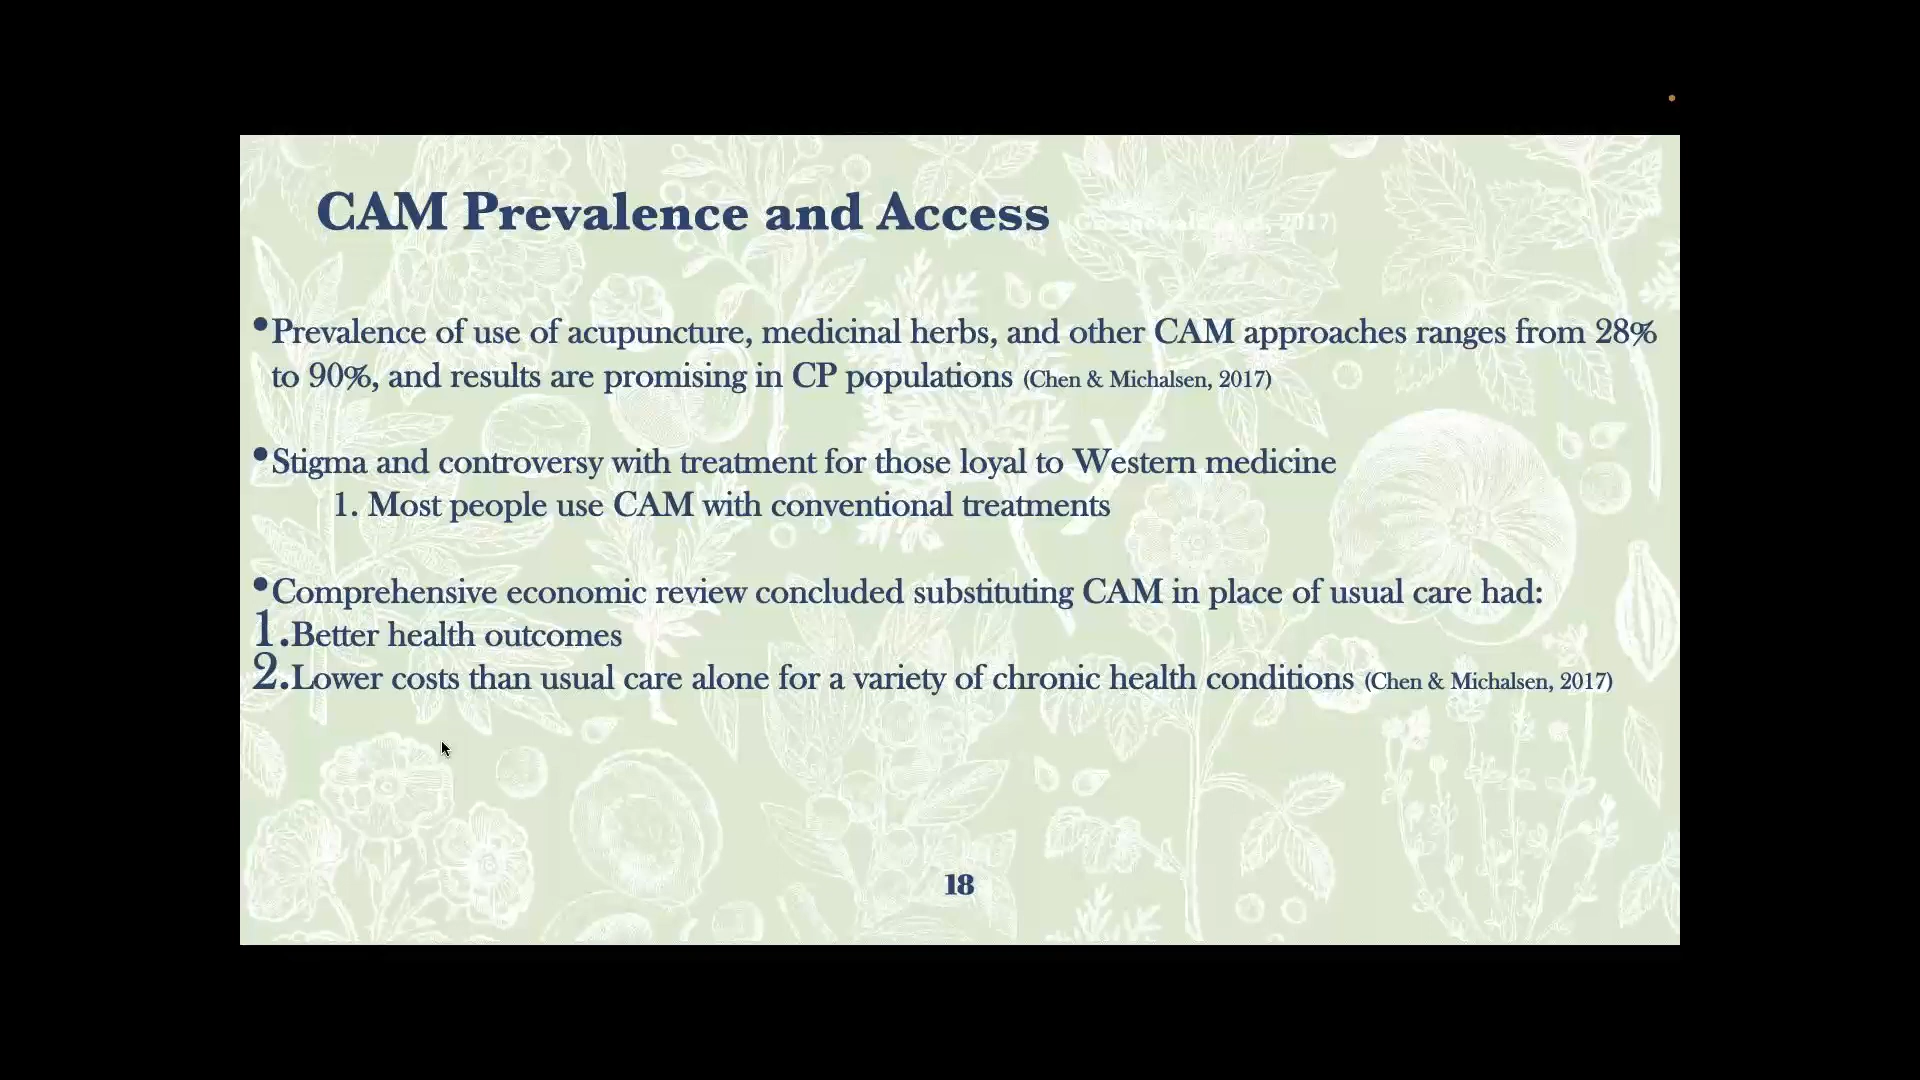 CAM Prevalence and Access 2017)
•Prevalence of use of acupuncture, medicinal herbs, and other CAM approaches ranges from 28%
to 90%, and results are promising in CP populations (Chen & Michalsen, 2017)
•Stigma and controversy with treatment for those loyal to Western medicine
1. Most people use CAM with conventional treatments
•Comprehensive economic review concluded substituting CAM in place of usual care had:
1.Better health outcomes
2.Lower costs than usual care alone for a variety of chronic health conditions (Chen & Michalsen, 2017)
18